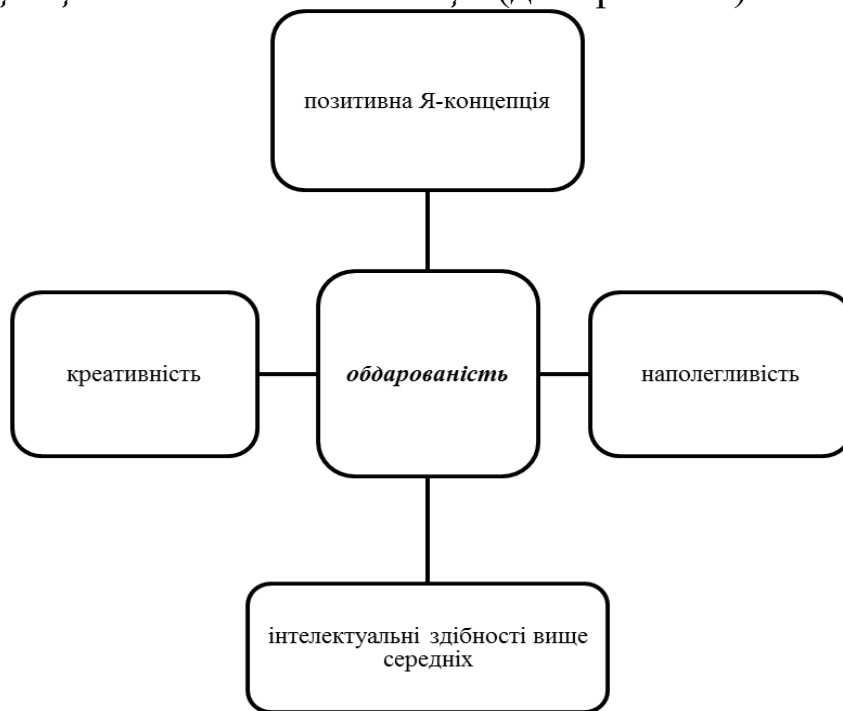 позитивна Я-концепція
креативність
обдарованість
наполегливість
інтелектуальні здібності вище
середніх